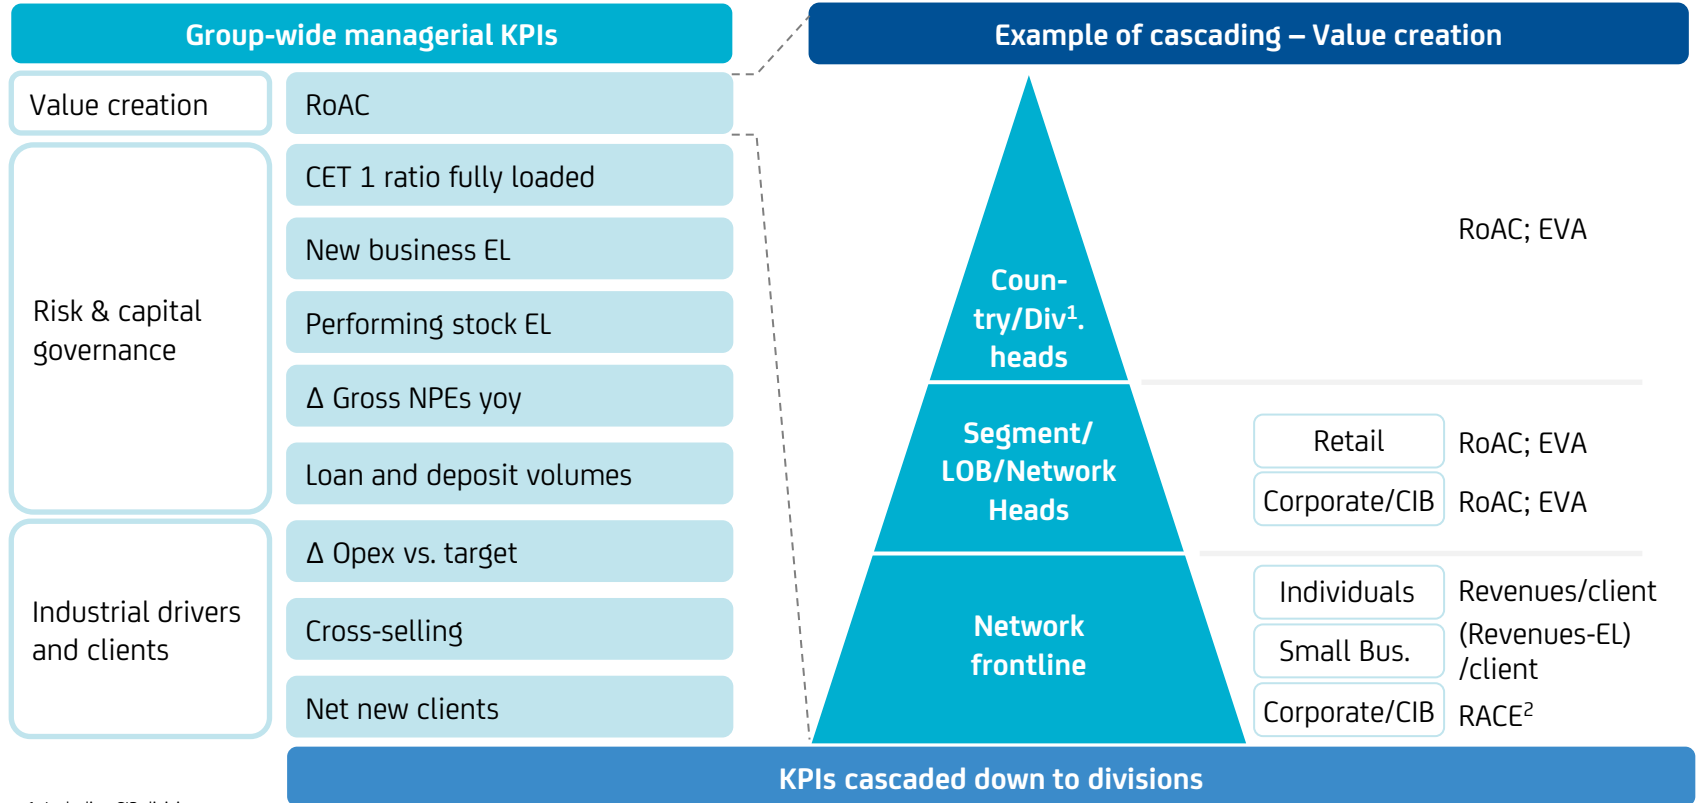 Group-wide managerial KPIs
Value creation
RoAC
Risk & capital
governance
CET 1 ratio fully loaded
New business EL
Performing stock EL
Δ Gross NPEs yoy
Loan and deposit volumes
Industrial drivers
and clients
Δ Opex vs. target
Cross-selling
Net new clients
Example of cascading – Value creation
Coun-
try/Div¹.
heads
RoAC; EVA
Segment/
LOB/Network
Heads
Retail
RoAC; EVA
Corporate/CIB
RoAC; EVA
Network
frontline
Individuals
Revenues/client
Small Bus.
(Revenues-EL)
/client
Corporate/CIB
RACE²
KPIs cascaded down to divisions